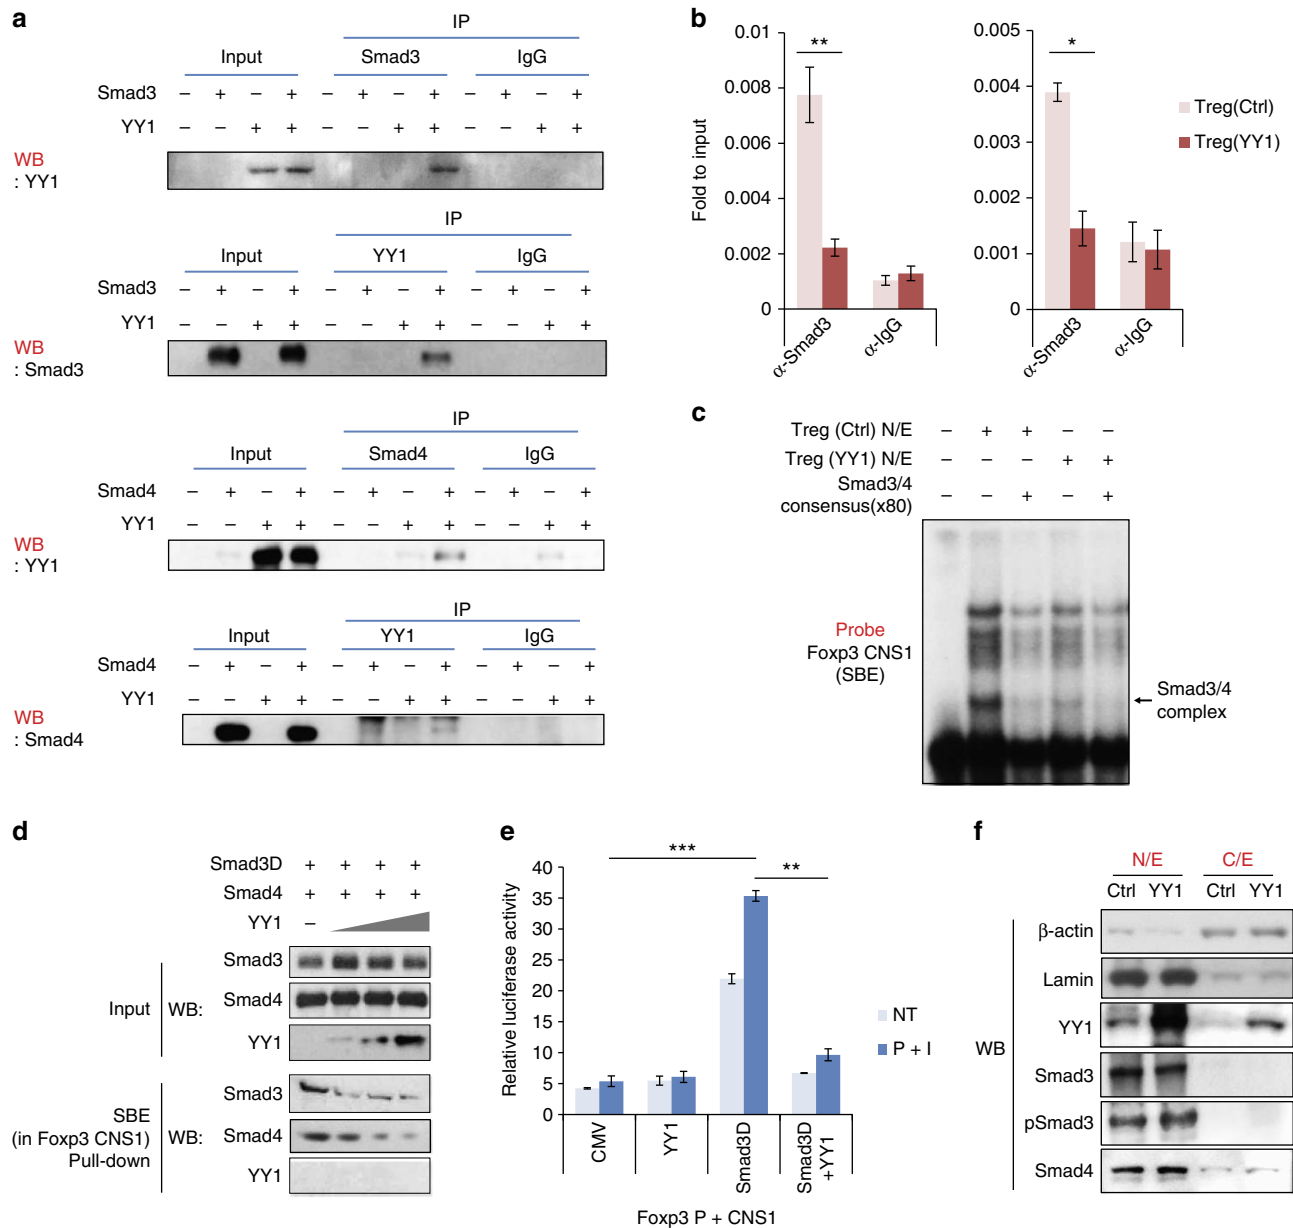 a
IP
Input Smad3 IgG
Smad3 – + – + – + – + – + – +
YY1 – – + + – – + + – – + +
WB
: YY1
IP
Input YY1 IgG
Smad3 – + – + – + – + – + – +
YY1 – – + + – – + + – – + +
WB
: Smad3
IP
Input Smad4 IgG
Smad4 – + – + – + – + – + – +
YY1 – – + + – – + + – – + +
WB
: YY1
IP
Input YY1 IgG
Smad4 – + – + – + – + – + – +
YY1 – – + + – – + + – – + +
WB
: Smad4
b
Fold to input
0.01
0.008
0.006
0.004
0.002
0
**
α-Smad3
α-IgG
0.005
0.004
0.003
0.002
0.001
0
*
α-Smad3
α-IgG
Treg(Ctrl)
Treg(YY1)
c
Treg (Ctrl) N/E – + + – –
Treg (YY1) N/E – – – + +
Smad3/4
consensus(x80) – – + – +
Probe
Foxp3 CNS1
(SBE)
Smad3/4
complex
d
Smad3D + + + +
Smad4 + + + +
YY1 –
Input
WB:
Smad3
Smad4
YY1
SBE
(in Foxp3 CNS1)
Pull-down
WB:
Smad3
Smad4
YY1
e
Relative luciferase activity
40
35
30
25
20
15
10
5
0
***
**
NT
P + I
CMV
YY1
Smad3D
Smad3D
+YY1
Foxp3 P + CNS1
f
N/E C/E
Ctrl YY1 Ctrl YY1
WB
β-actin
Lamin
YY1
Smad3
pSmad3
Smad4